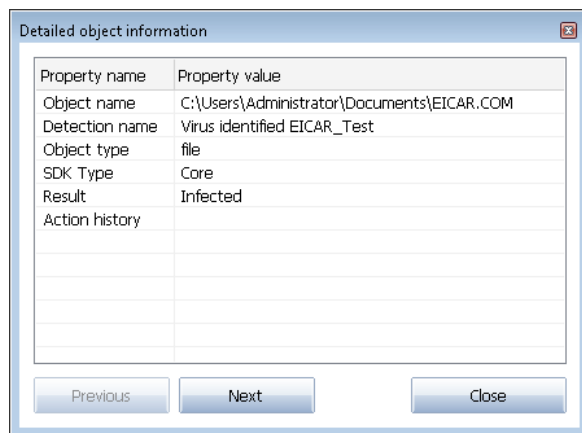 Detailed object information
Property name Property value
Object name C:\Users\Administrator\Documents\EICAR.COM
Detection name Virus identified EICAR_Test
Object type file
SDK Type Core
Result Infected
Action history
Previous Next Close